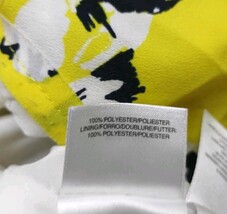 100% POLYESTER/POLIESTER
LINING/FORRO/DOUBLURE/FUTTER:
100% POLYESTER/POLIESTER